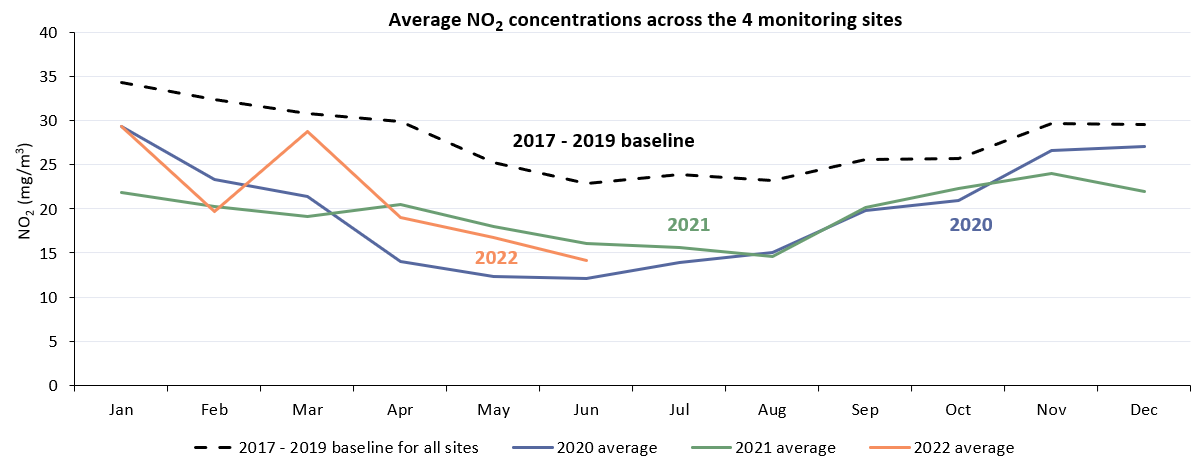 Average NO₂ concentrations across the 4 monitoring sites
40
35
30
25
20
15
10
5
0
NO₂ (mg/m³)
2017 - 2019 baseline
2021
2020
2022
Jan Feb Mar Apr May Jun Jul Aug Sep Oct Nov Dec
2017 - 2019 baseline for all sites 2020 average 2021 average 2022 average